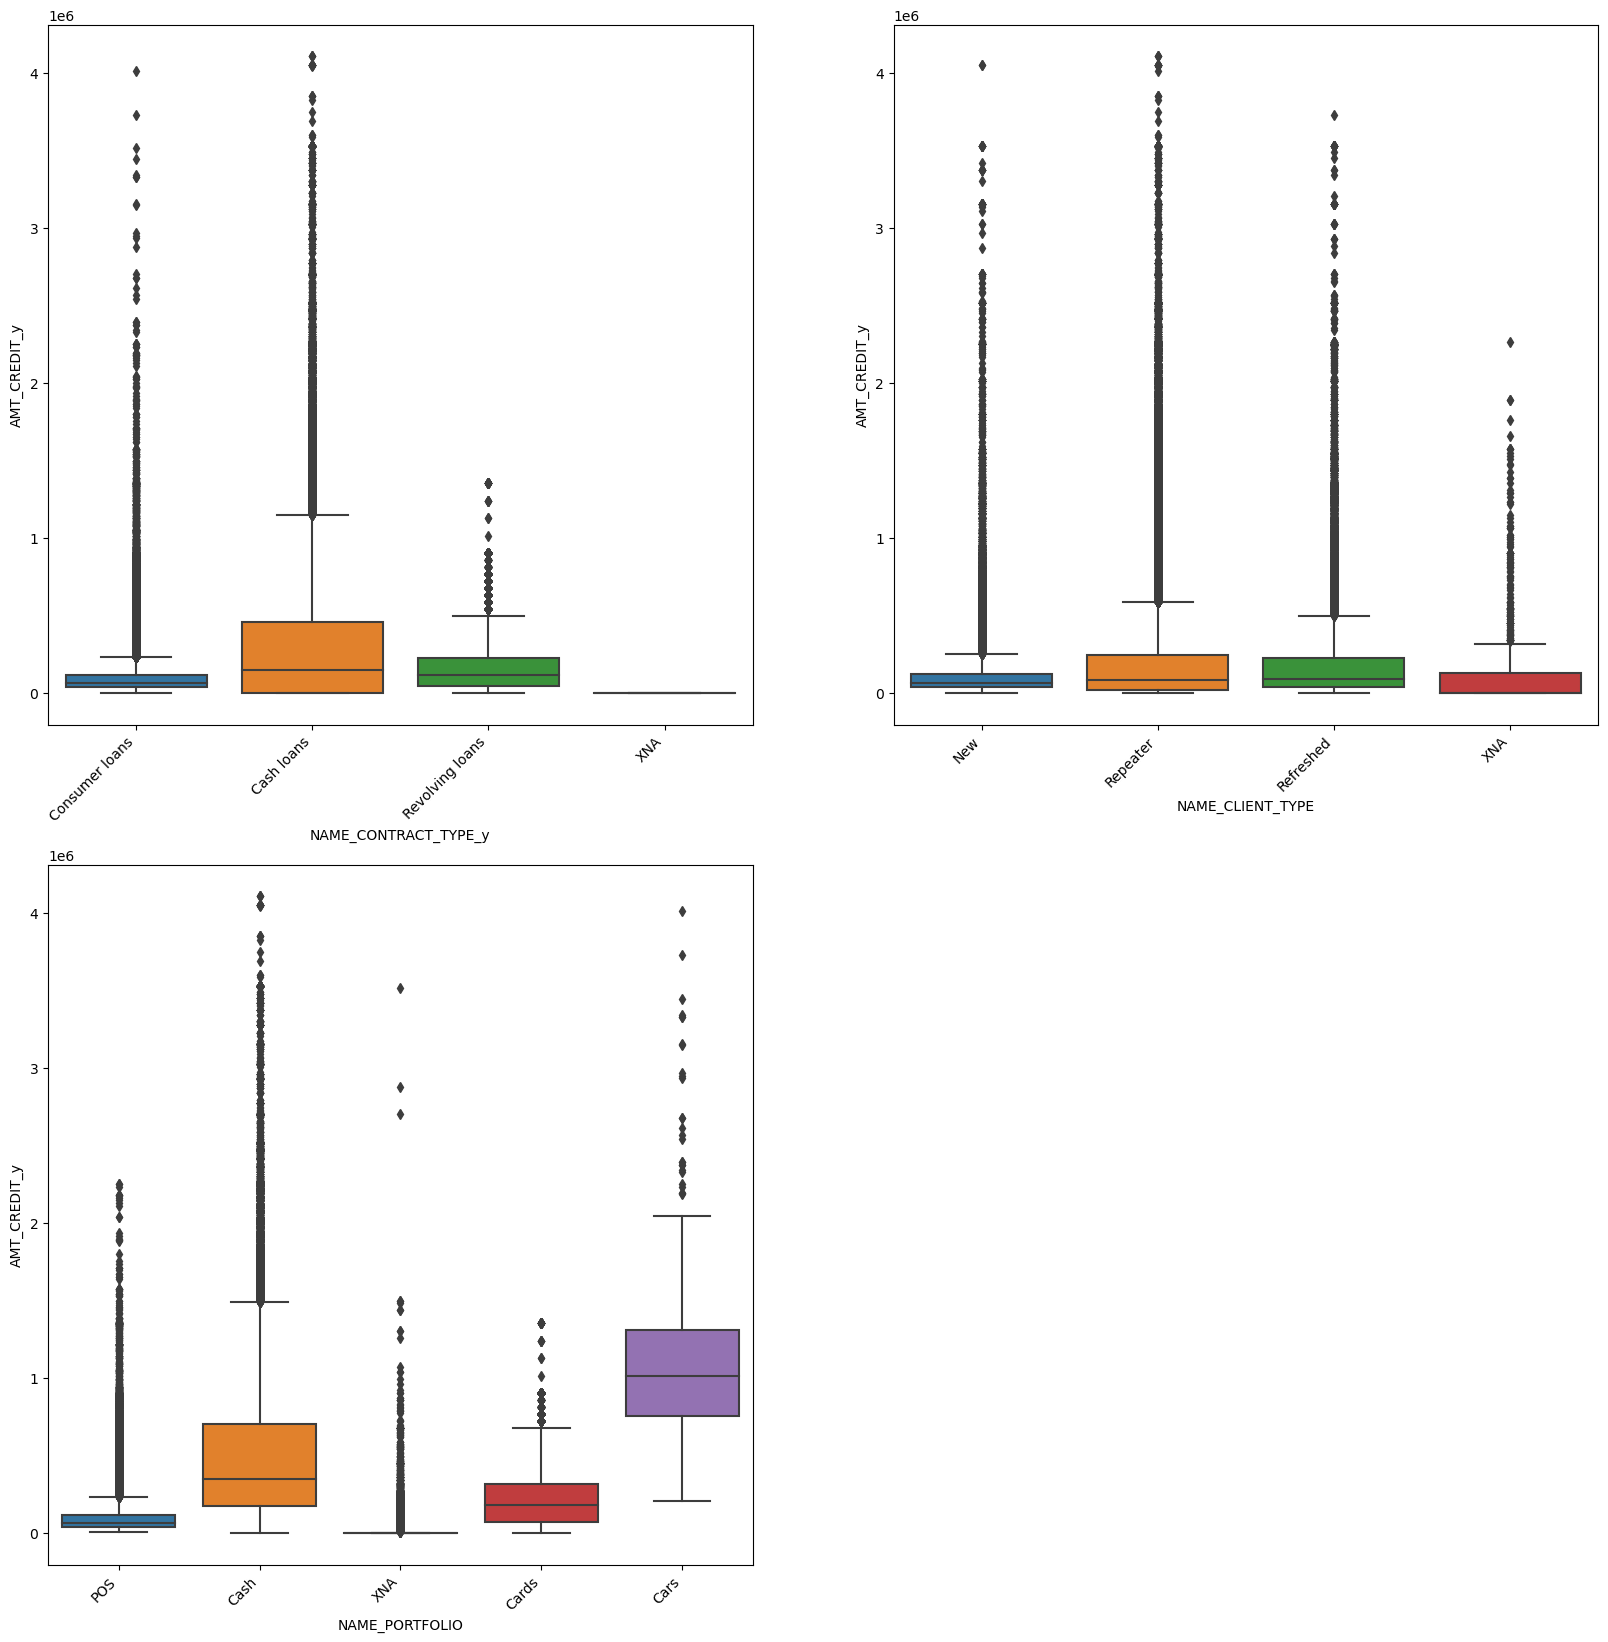 1e6
4
3
2
1
0
AMT_CREDIT_y
Consumer loans
Cash loans
Revolving loans
XNA
NAME_CONTRACT_TYPE_y
1e6
4
3
2
1
0
AMT_CREDIT_y
New
Repeater
Refreshed
XNA
NAME_CLIENT_TYPE
1e6
4
3
2
1
0
AMT_CREDIT_y
POS
Cash
XNA
Cards
Cars
NAME_PORTFOLIO